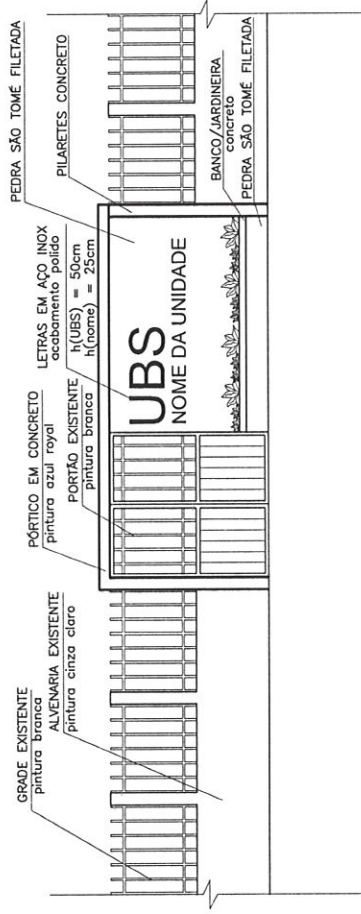 GRADE EXISTENTE
pintura branca
ALVENARIA EXISTENTE
pintura cinza claro
PÓRTICO EM CONCRETO
pintura azul royal
PORTÃO EXISTENTE
pintura branca
LETRAS EM AÇO INOX
acabamento polido
h(UBS) = 50cm
h(nome) = 25cm
PEDRA SÃO TOMÉ FILETADA
PILARETES CONCRETO
BANCO/JARDINEIRA
concreto
PEDRA SÃO TOMÉ FILETADA
UBS
NOME DA UNIDADE